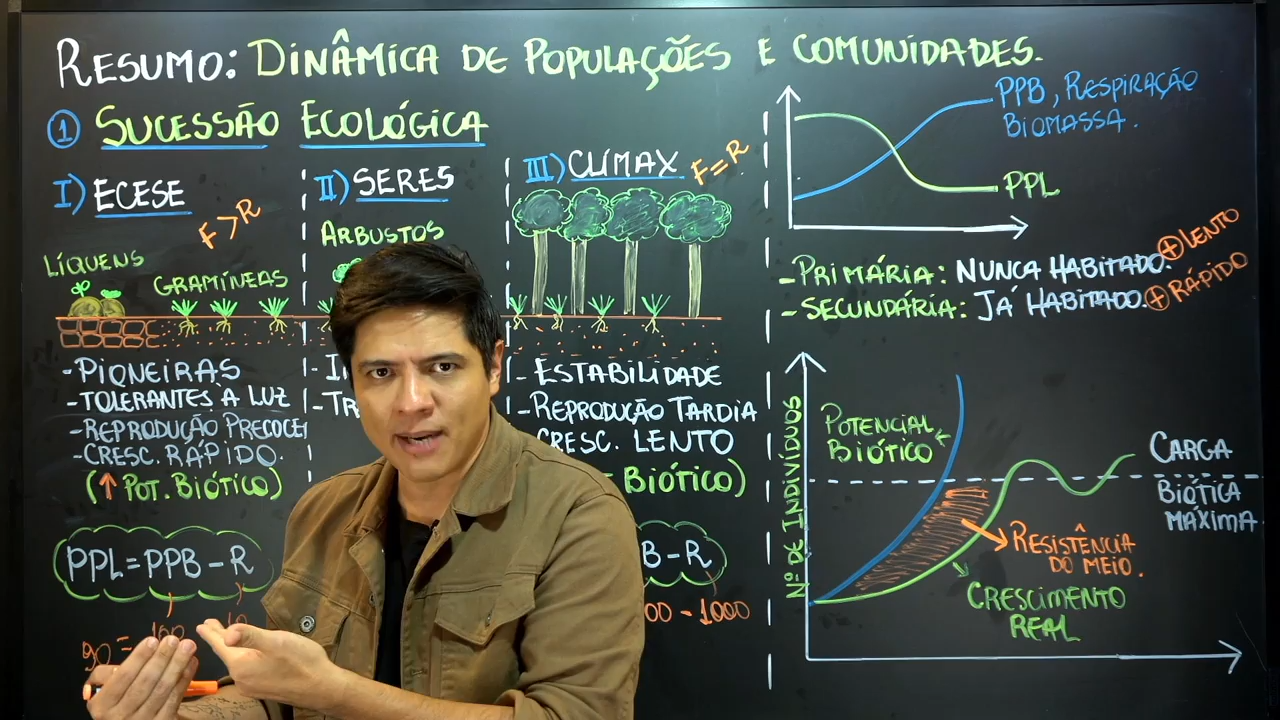 RESUMO: DINÂMICA DE POPULAÇÕES E COMUNIDADES.
① SUCESSÃO ECOLÓGICA
I) ECESE
F > R
LÍQUENS
GRAMÍNEAS
- PIONEIRAS
- TOLERANTES À LUZ
- REPRODUÇÃO PRECOCE
- CRESC. RÁPIDO.
(↑ POT. BIÓTICO)
PPL = PPB - R
90 = 100
II) SERES
ARBUSTOS
III) CLÍMAX
F = R
- ESTABILIDADE
- REPRODUÇÃO TARDIA
CRESC. LENTO
BIÓTICO)
B - R
00 - 1000
PPB, RESPIRAÇÃO
BIOMASSA.
PPL
- PRIMÁRIA: NUNCA HABITADO. ⊕ LENTO
- SECUNDÁRIA: JÁ HABITADO. ⊕ RÁPIDO
Nº DE INDIVÍDUOS
POTENCIAL
BIÓTICO
CARGA
BIÓTICA
MÁXIMA
RESISTÊNCIA
DO MEIO.
CRESCIMENTO
REAL